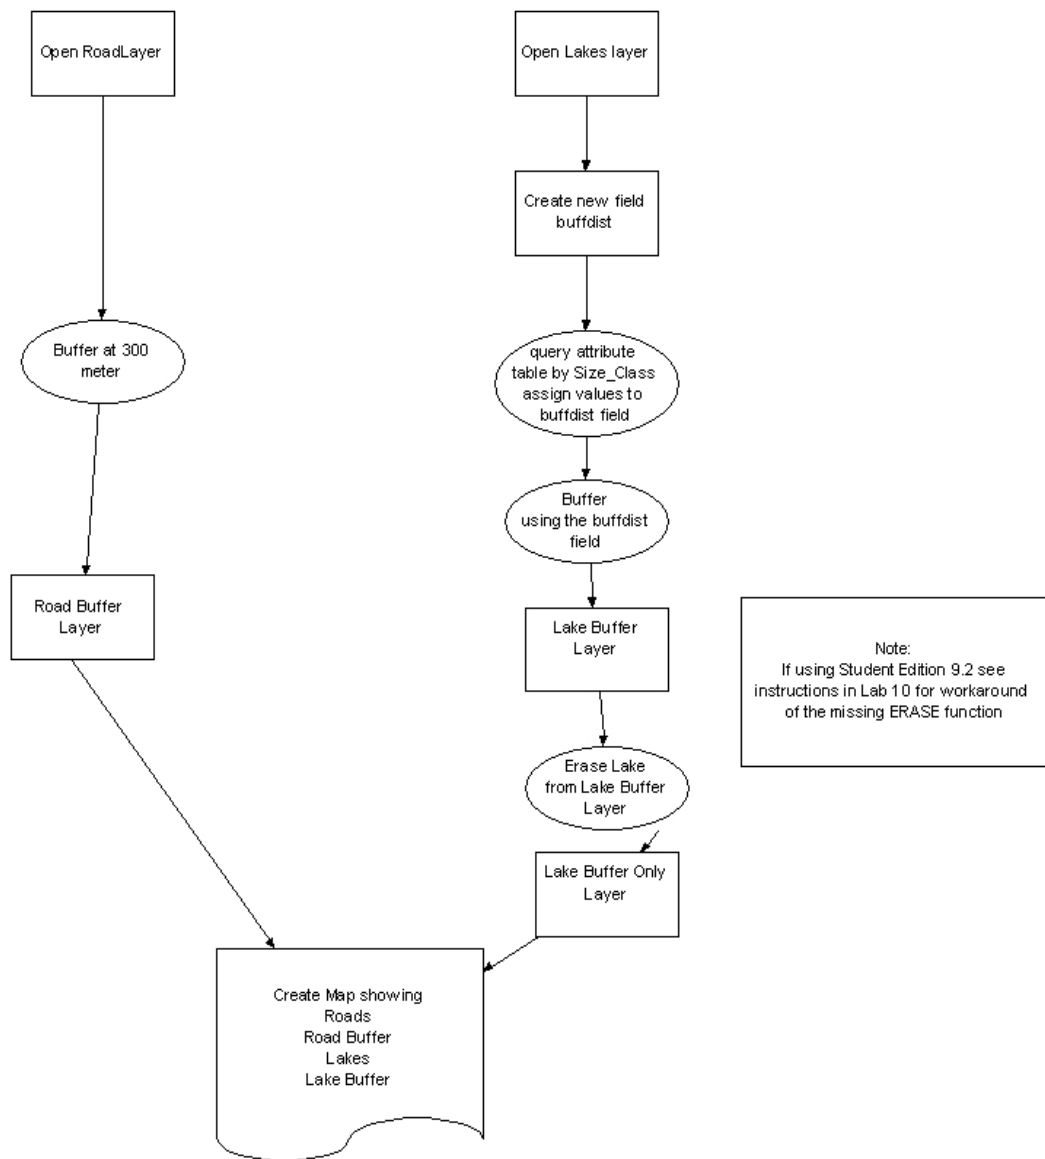 Open RoadLayer
Open Lakes layer
Create new field
buffdist
Buffer at 300
meter
query attribute
table by Size_Class
assign values to
buffdist field
Buffer
using the buffdist
field
Road Buffer
Layer
Lake Buffer
Layer
Note:
If using Student Edition 9.2 see
instructions in Lab 10 for workaround
of the missing ERASE function
Erase Lake
from Lake Buffer
Layer
Lake Buffer Only
Layer
Create Map showing
Roads
Road Buffer
Lakes
Lake Buffer